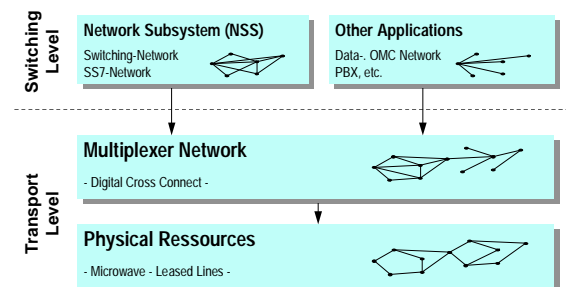 Switching
Level
Network Subsystem (NSS)
Switching-Network
SS7-Network
Other Applications
Data-. OMC Network
PBX, etc.
Transport
Level
Multiplexer Network
- Digital Cross Connect -
Physical Ressources
- Microwave - Leased Lines -